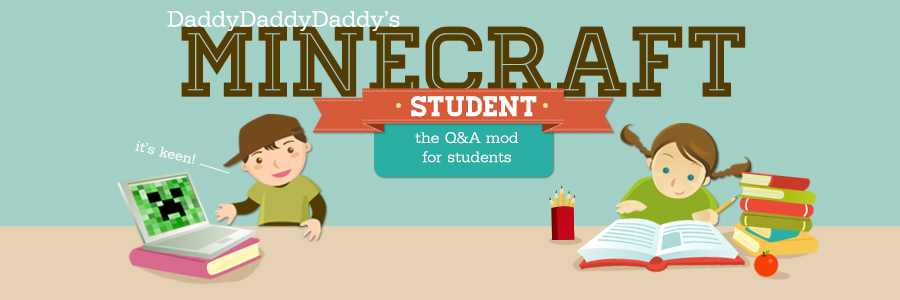 DaddyDaddyDaddy's
MINECRAFT
STUDENT
the Q&A mod
for students
it's keen!